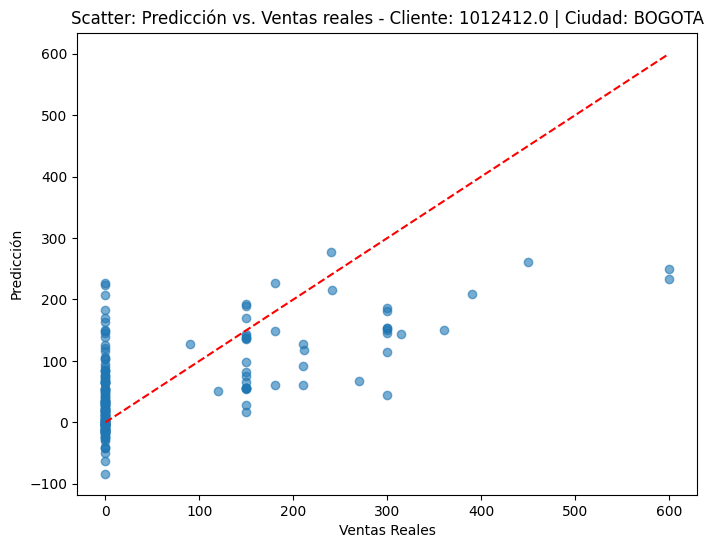 Scatter: Predicción vs. Ventas reales - Cliente: 1012412.0 | Ciudad: BOGOTA
600
500
400
300
200
100
0
−100
Predicción
0 100 200 300 400 500 600
Ventas Reales